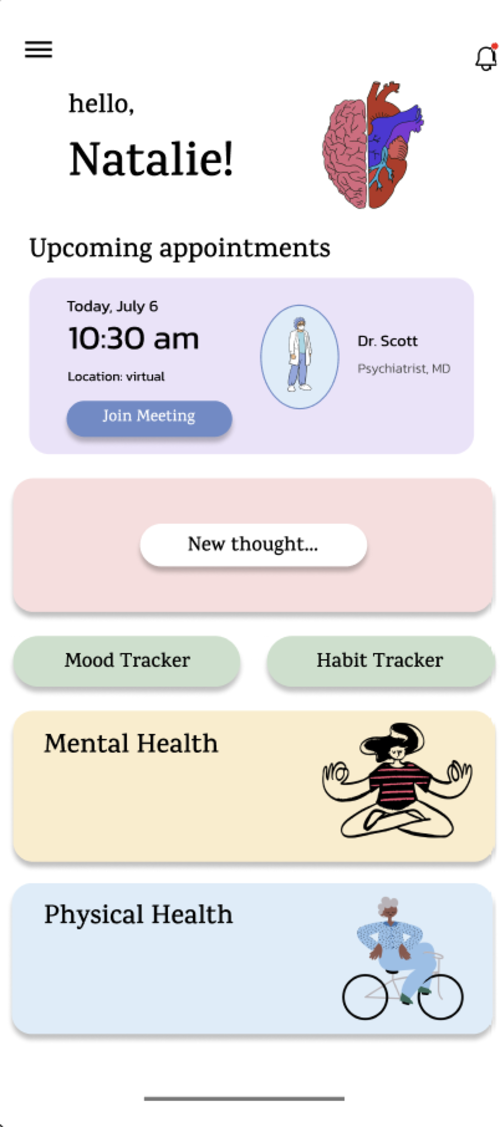 hello,
Natalie!
Upcoming appointments
Today, July 6
10:30 am
Location: virtual
Join Meeting
Dr. Scott
Psychiatrist, MD
New thought...
Mood Tracker
Habit Tracker
Mental Health
Physical Health